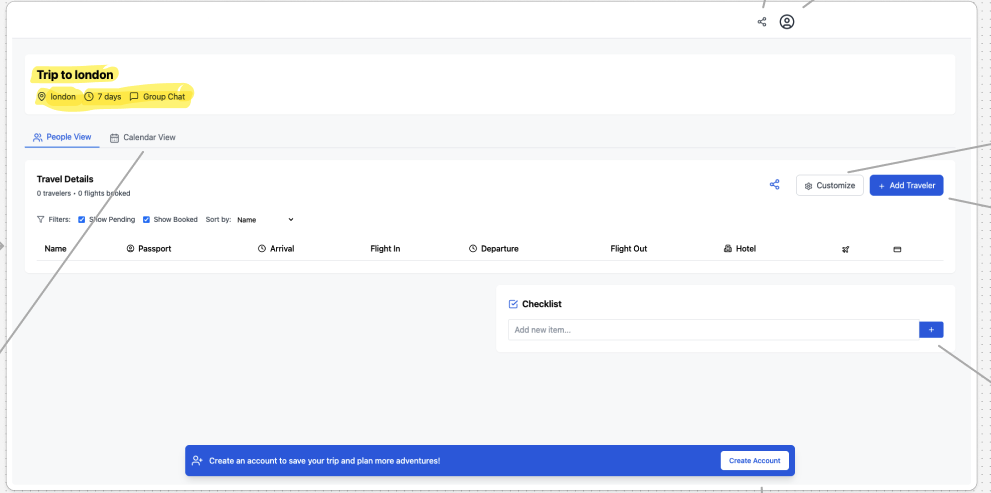 Trip to london
london 7 days Group Chat
People View Calendar View
Travel Details
0 travelers • 0 flights booked
Customize + Add Traveler
Filters: Show Pending Show Booked Sort by: Name
Name Passport Arrival Flight In Departure Flight Out Hotel
Checklist
Add new item... +
Create an account to save your trip and plan more adventures! Create Account